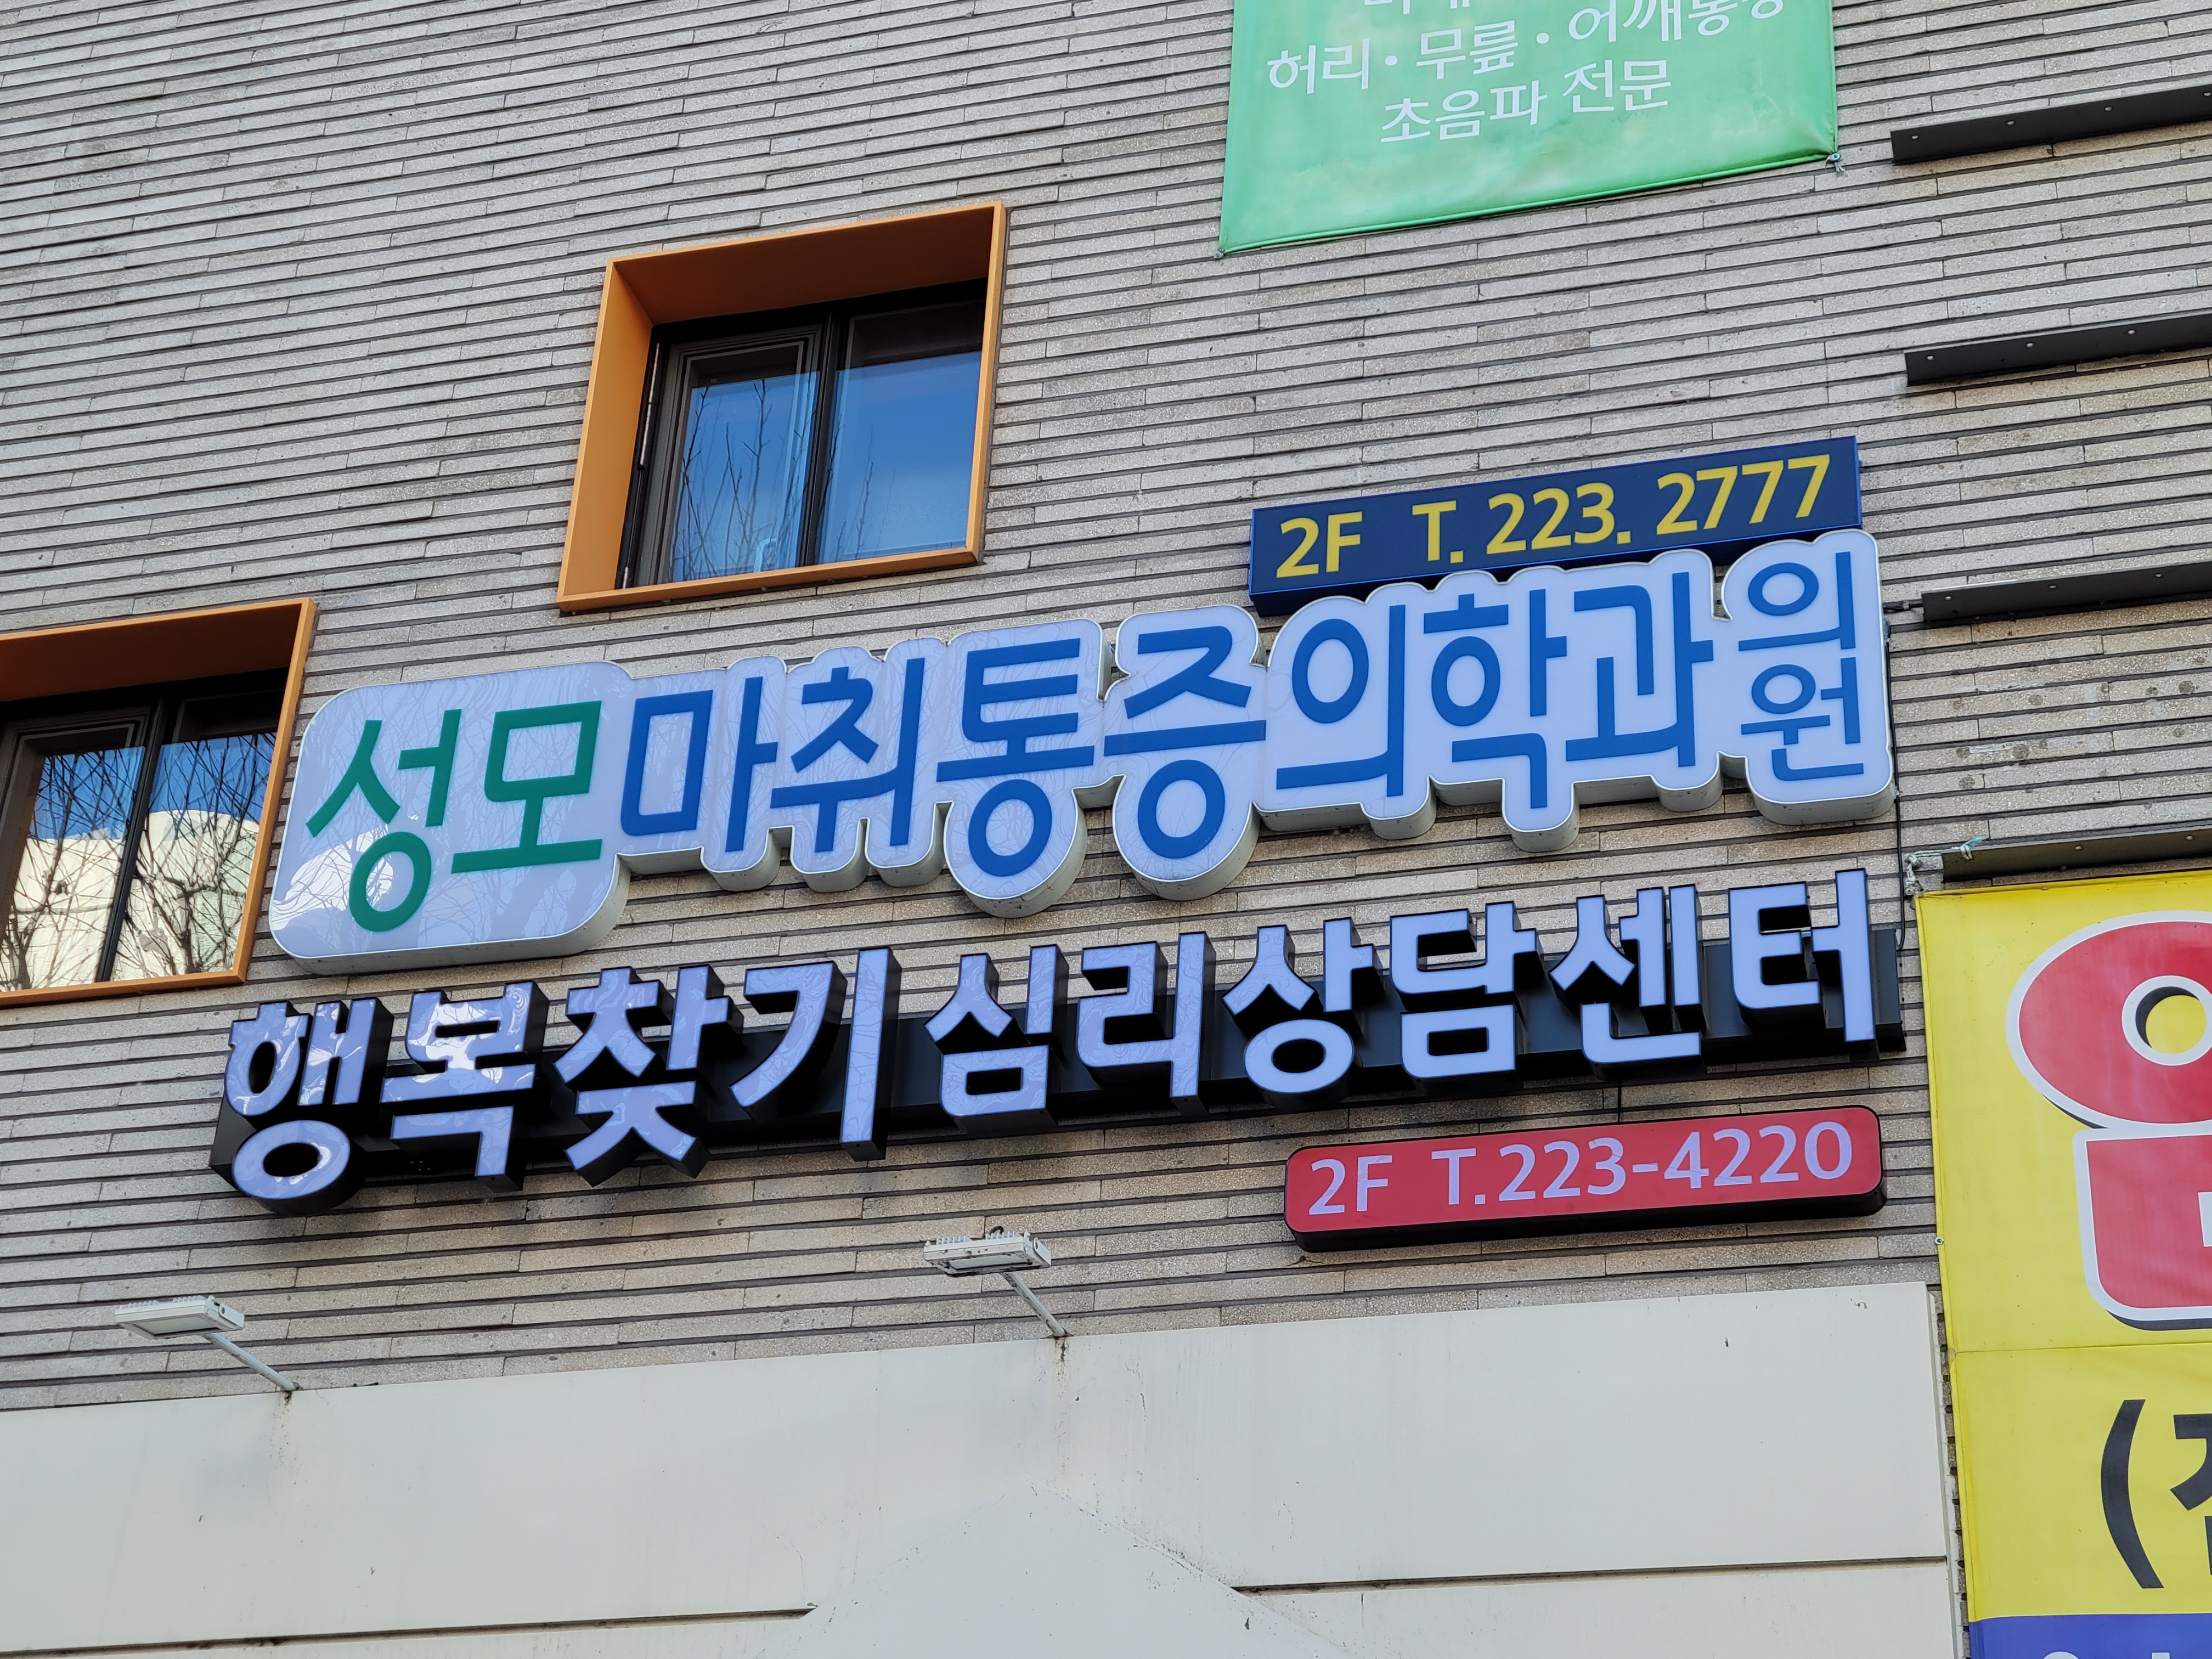 허리·무릎·어깨통증
초음파 전문
2F T.223.2777
성모마취통증의학과의원
행복찾기심리상담센터
2F T.223-4220